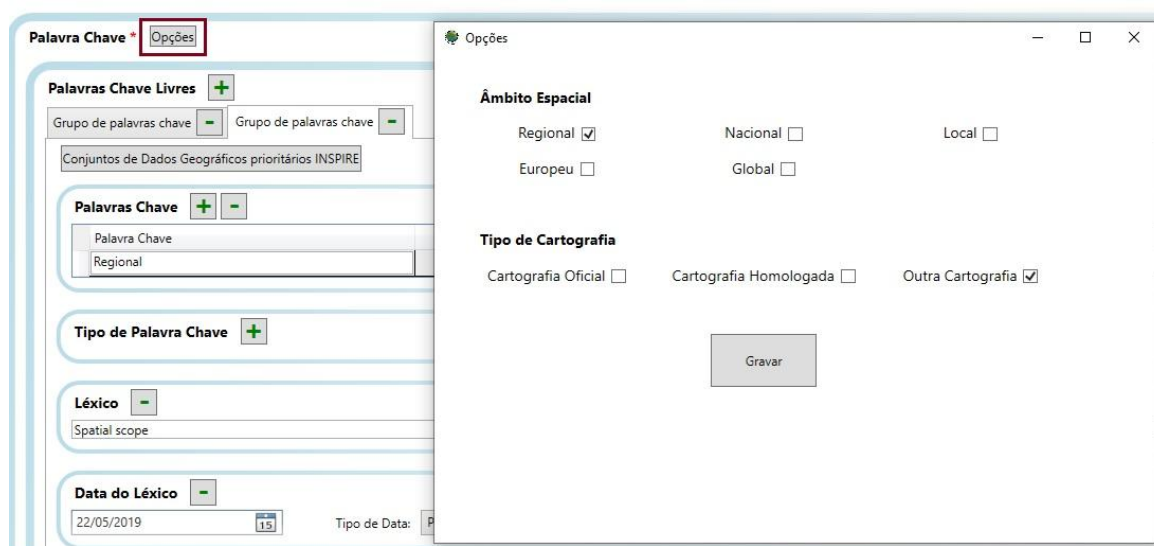 Palavra Chave * Opções
Palavras Chave Livres +
Grupo de palavras chave - Grupo de palavras chave -
Conjuntos de Dados Geográficos prioritários INSPIRE
Palavras Chave + -
Palavra Chave
Regional
Tipo de Palavra Chave +
Léxico -
Spatial scope
Data do Léxico -
22/05/2019 15 Tipo de Data: P
Opções
Âmbito Espacial
Regional Nacional Local
Europeu Global
Tipo de Cartografia
Cartografia Oficial Cartografia Homologada Outra Cartografia
Gravar